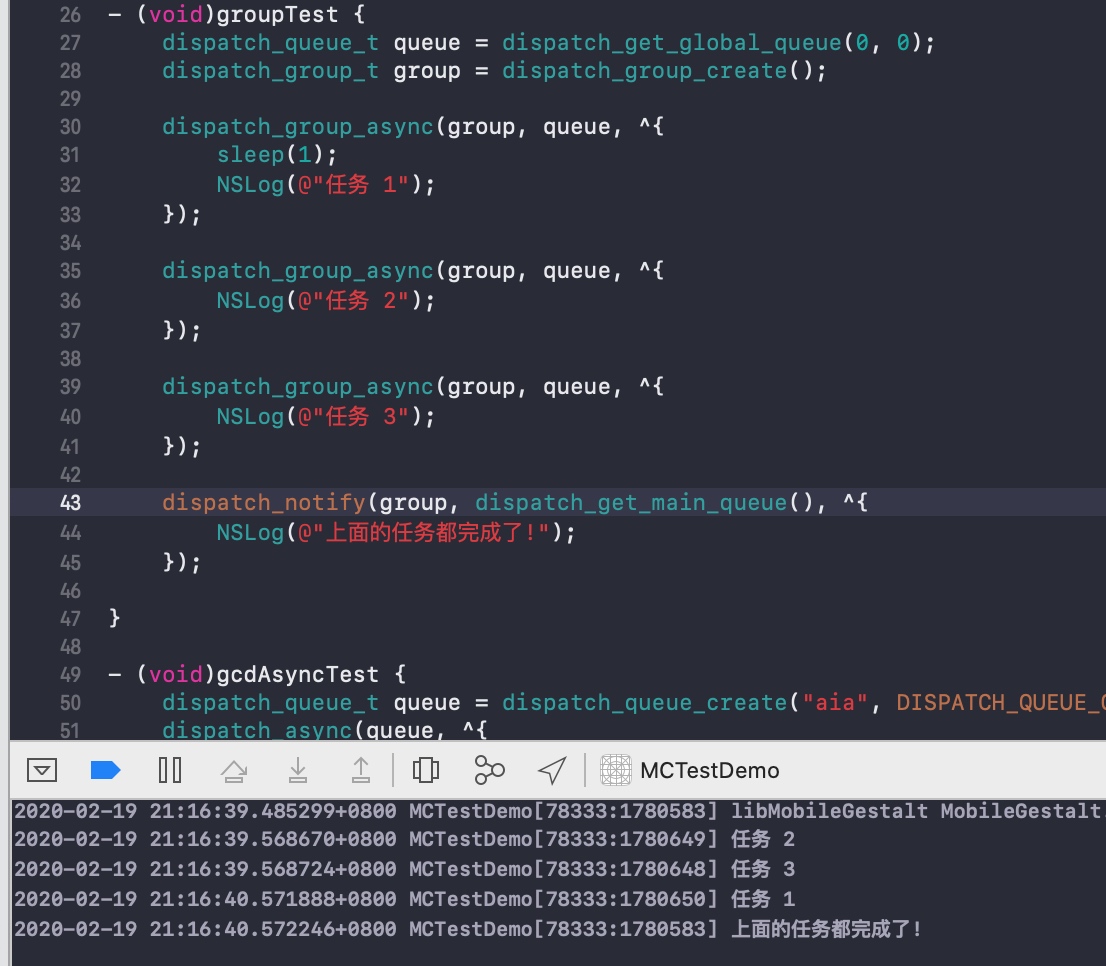 26 - (void)groupTest {
27 dispatch_queue_t queue = dispatch_get_global_queue(0, 0);
28 dispatch_group_t group = dispatch_group_create();
29
30 dispatch_group_async(group, queue, ^{
31 sleep(1);
32 NSLog(@"任务 1");
33 });
34
35 dispatch_group_async(group, queue, ^{
36 NSLog(@"任务 2");
37 });
38
39 dispatch_group_async(group, queue, ^{
40 NSLog(@"任务 3");
41 });
42
43 dispatch_notify(group, dispatch_get_main_queue(), ^{
44 NSLog(@"上面的任务都完成了!");
45 });
46
47 }
48
49 - (void)gcdAsyncTest {
50 dispatch_queue_t queue = dispatch_queue_create("aia", DISPATCH_QUEUE_
51 dispatch_async(queue, ^{
MCTestDemo
2020-02-19 21:16:39.485299+0800 MCTestDemo[78333:1780583] libMobileGestalt MobileGestalt.
2020-02-19 21:16:39.568670+0800 MCTestDemo[78333:1780649] 任务 2
2020-02-19 21:16:39.568724+0800 MCTestDemo[78333:1780648] 任务 3
2020-02-19 21:16:40.571888+0800 MCTestDemo[78333:1780650] 任务 1
2020-02-19 21:16:40.572246+0800 MCTestDemo[78333:1780583] 上面的任务都完成了!